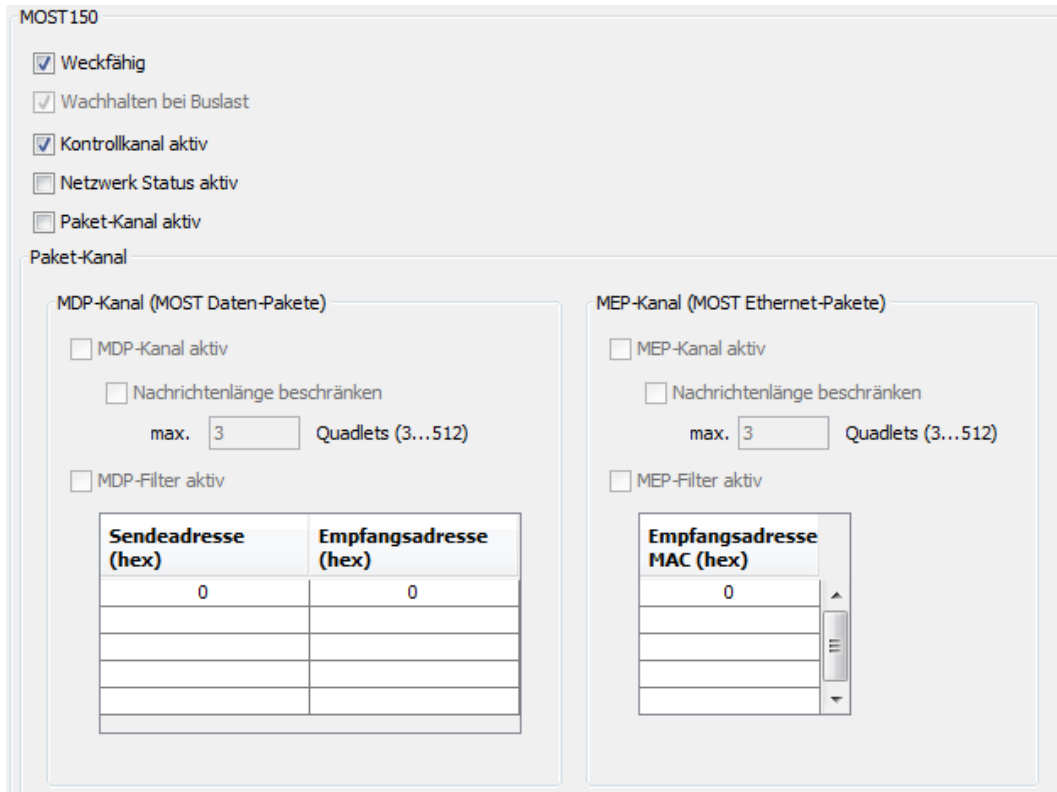 MOST150
Weckfähig
Wachhalten bei Buslast
Kontrollkanal aktiv
Netzwerk Status aktiv
Paket-Kanal aktiv
Paket-Kanal
MDP-Kanal (MOST Daten-Pakete)
MDP-Kanal aktiv
Nachrichtenlänge beschränken
max. 3 Quadlets (3...512)
MDP-Filter aktiv
Sendeadresse (hex)
Empfangsadresse (hex)
0 0
MEP-Kanal (MOST Ethernet-Pakete)
MEP-Kanal aktiv
Nachrichtenlänge beschränken
max. 3 Quadlets (3...512)
MEP-Filter aktiv
Empfangsadresse
MAC (hex)
0